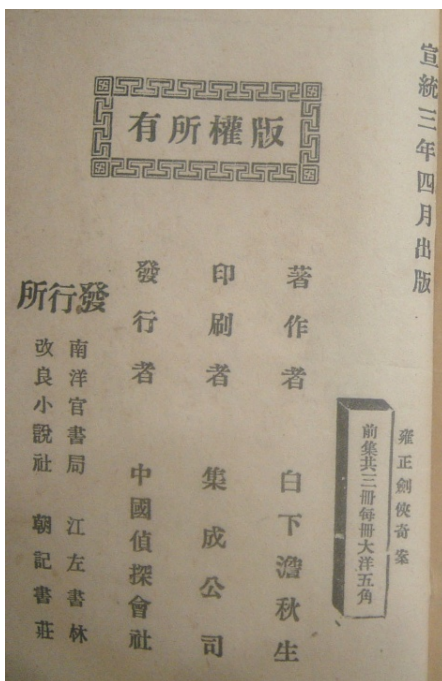 宣統三年四月出版
版權所有
雍正劍俠奇案
前集共三冊每冊大洋五角
著作者　白下澹秋生
印刷者　集成公司
發行者　中國偵探會社
發行所
南洋官書局　江左書林
改良小說社　朝記書莊